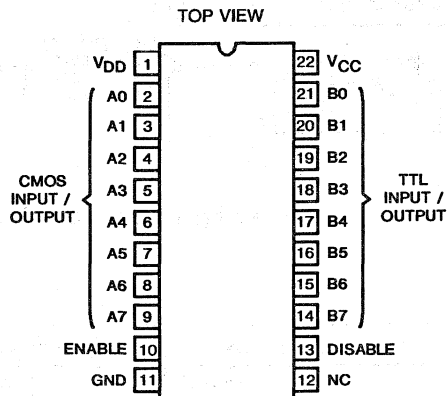 TOP VIEW
VDD 1 22 VCC
A0 2 21 B0
A1 3 20 B1
A2 4 19 B2
A3 5 18 B3
A4 6 17 B4
A5 7 16 B5
A6 8 15 B6
A7 9 14 B7
ENABLE 10 13 DISABLE
GND 11 12 NC
CMOS
INPUT /
OUTPUT
TTL
INPUT /
OUTPUT